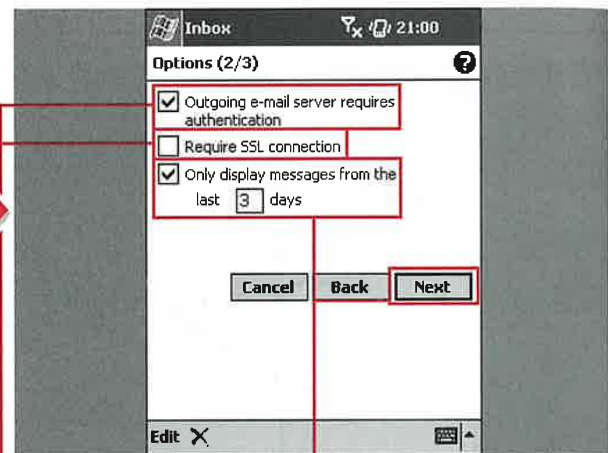 Inbox 21:00
Options (2/3)
Outgoing e-mail server requires
authentication
Require SSL connection
Only display messages from the
last 3 days
Cancel Back Next
Edit